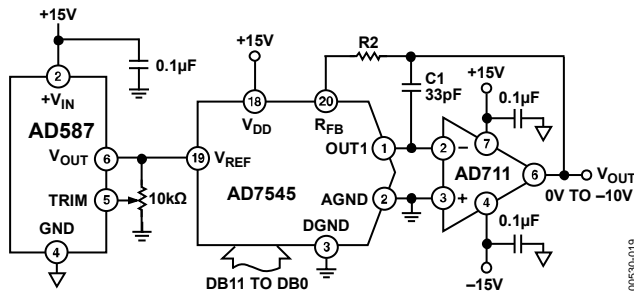 +15V
0.1µF
2
+VIN
AD587
VOUT
6
TRIM
5
10kΩ
GND
4
+15V
18
VDD
20
RFB
19
VREF
AD7545
OUT1
1
AGND
2
DGND
3
DB11 TO DB0
R2
C1
33pF
+15V
0.1µF
7
2
–
AD711
6
VOUT
0V TO –10V
3
+
4
0.1µF
–15V
00530-019